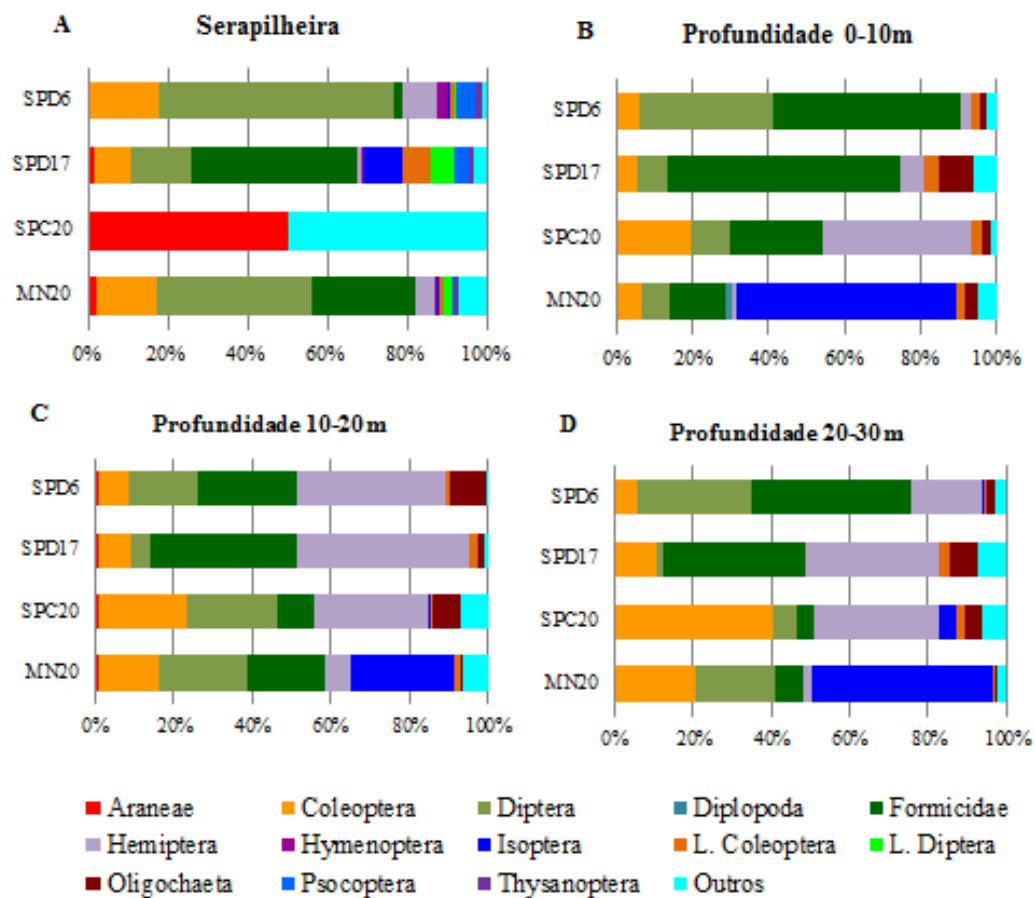 A
Serapilheira
SPD6
SPD17
SPC20
MN20
0% 20% 40% 60% 80% 100%
B
Profundidade 0-10m
SPD6
SPD17
SPC20
MN20
0% 20% 40% 60% 80% 100%
C
Profundidade 10-20m
SPD6
SPD17
SPC20
MN20
0% 20% 40% 60% 80% 100%
D
Profundidade 20-30m
SPD6
SPD17
SPC20
MN20
0% 20% 40% 60% 80% 100%
Araneae Coleoptera Diptera Diplopoda Formicidae
Hemiptera Hymenoptera Isoptera L. Coleoptera L. Diptera
Oligochaeta Psocoptera Thysanoptera Outros